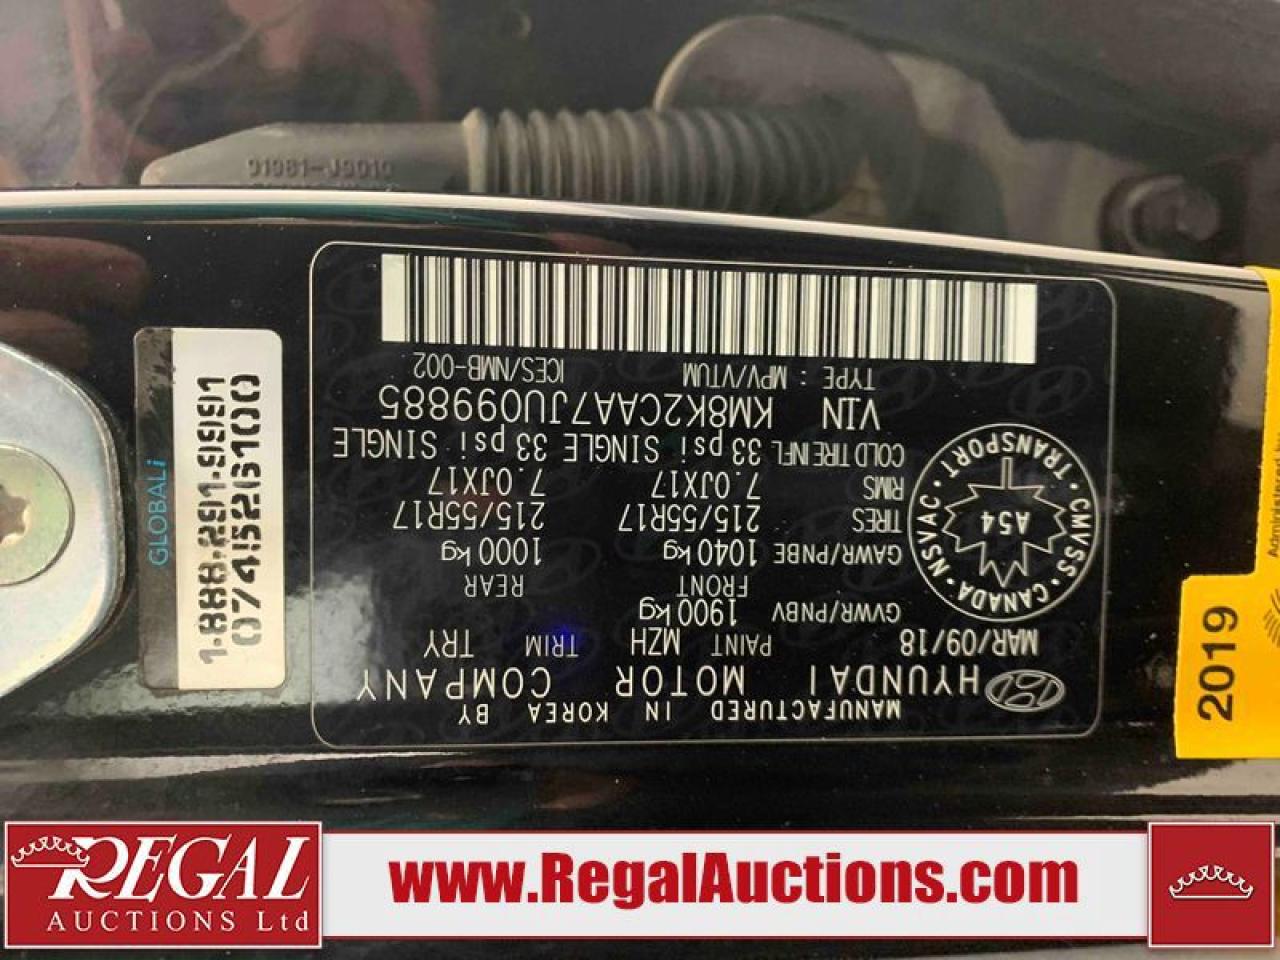 91981-J9010
MANUFACTURED IN KOREA BY
HYUNDAI MOTOR COMPANY
MAR/09/18 PAINT MZH TRIM TRY
GVWR/PNBV 1900 kg
FRONT REAR
GAWR/PNBE 1040 kg 1000 kg
TIRES 215/55R17 215/55R17
RIMS 7.0JX17 7.0JX17
COLD TIRE NFL 33 psi SINGLE 33 psi SINGLE
VIN KM8K2CAA7JU099885
TYPE : MPV/VTUM ICES/NMB-002
CANADA · NSVAC · TRANSPORT · CMVSS ·
A54
GLOBALi
1-888-291-9991
0745263100
2019
REGAL
AUCTIONS Ltd
www.RegalAuctions.com